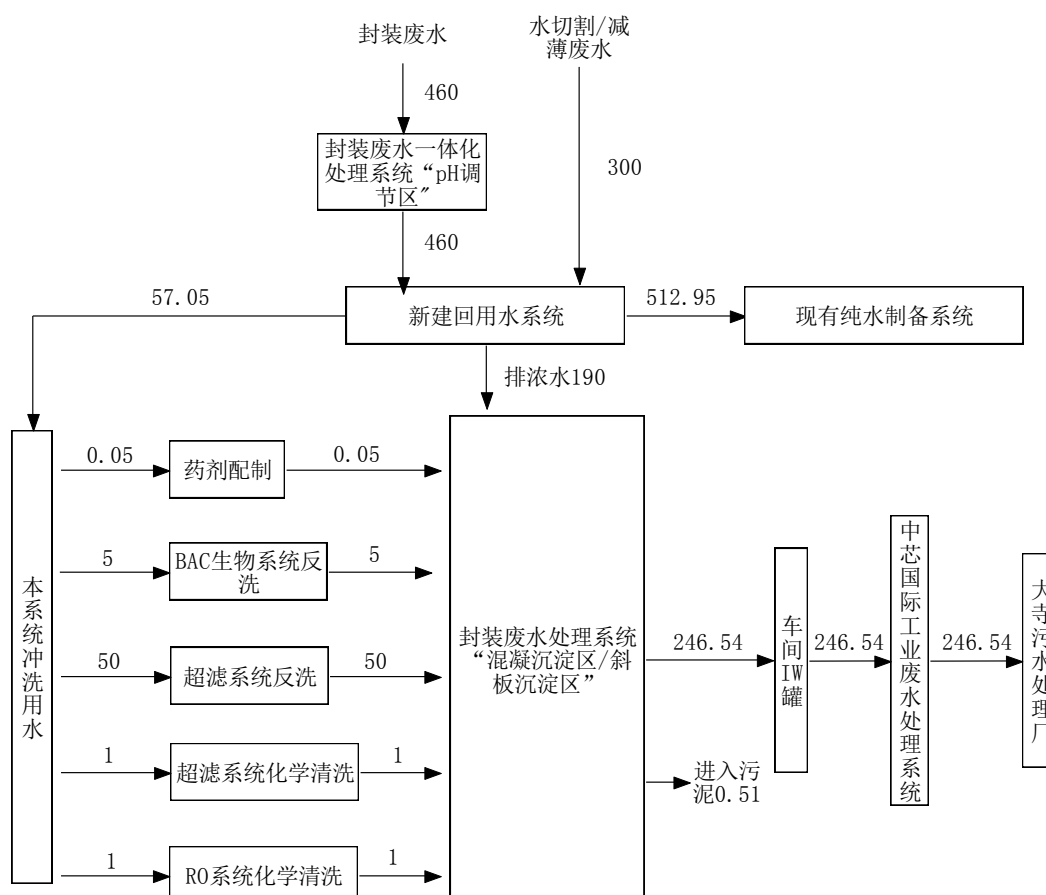 封装废水
水切割/减
薄废水
460
封装废水一体化
处理系统“pH调
节区"
300
460
57.05
新建回用水系统
512.95
现有纯水制备系统
排浓水190
本系统冲洗用水
0.05
药剂配制
0.05
5
BAC生物系统反
洗
5
50
超滤系统反洗
50
1
超滤系统化学清洗
1
1
RO系统化学清洗
1
封装废水处理系统
“混凝沉淀区/斜
板沉淀区”
246.54
进入污
泥0.51
车间IW罐
246.54
中芯国际工业废水处理系统
246.54
大寺污水处理厂